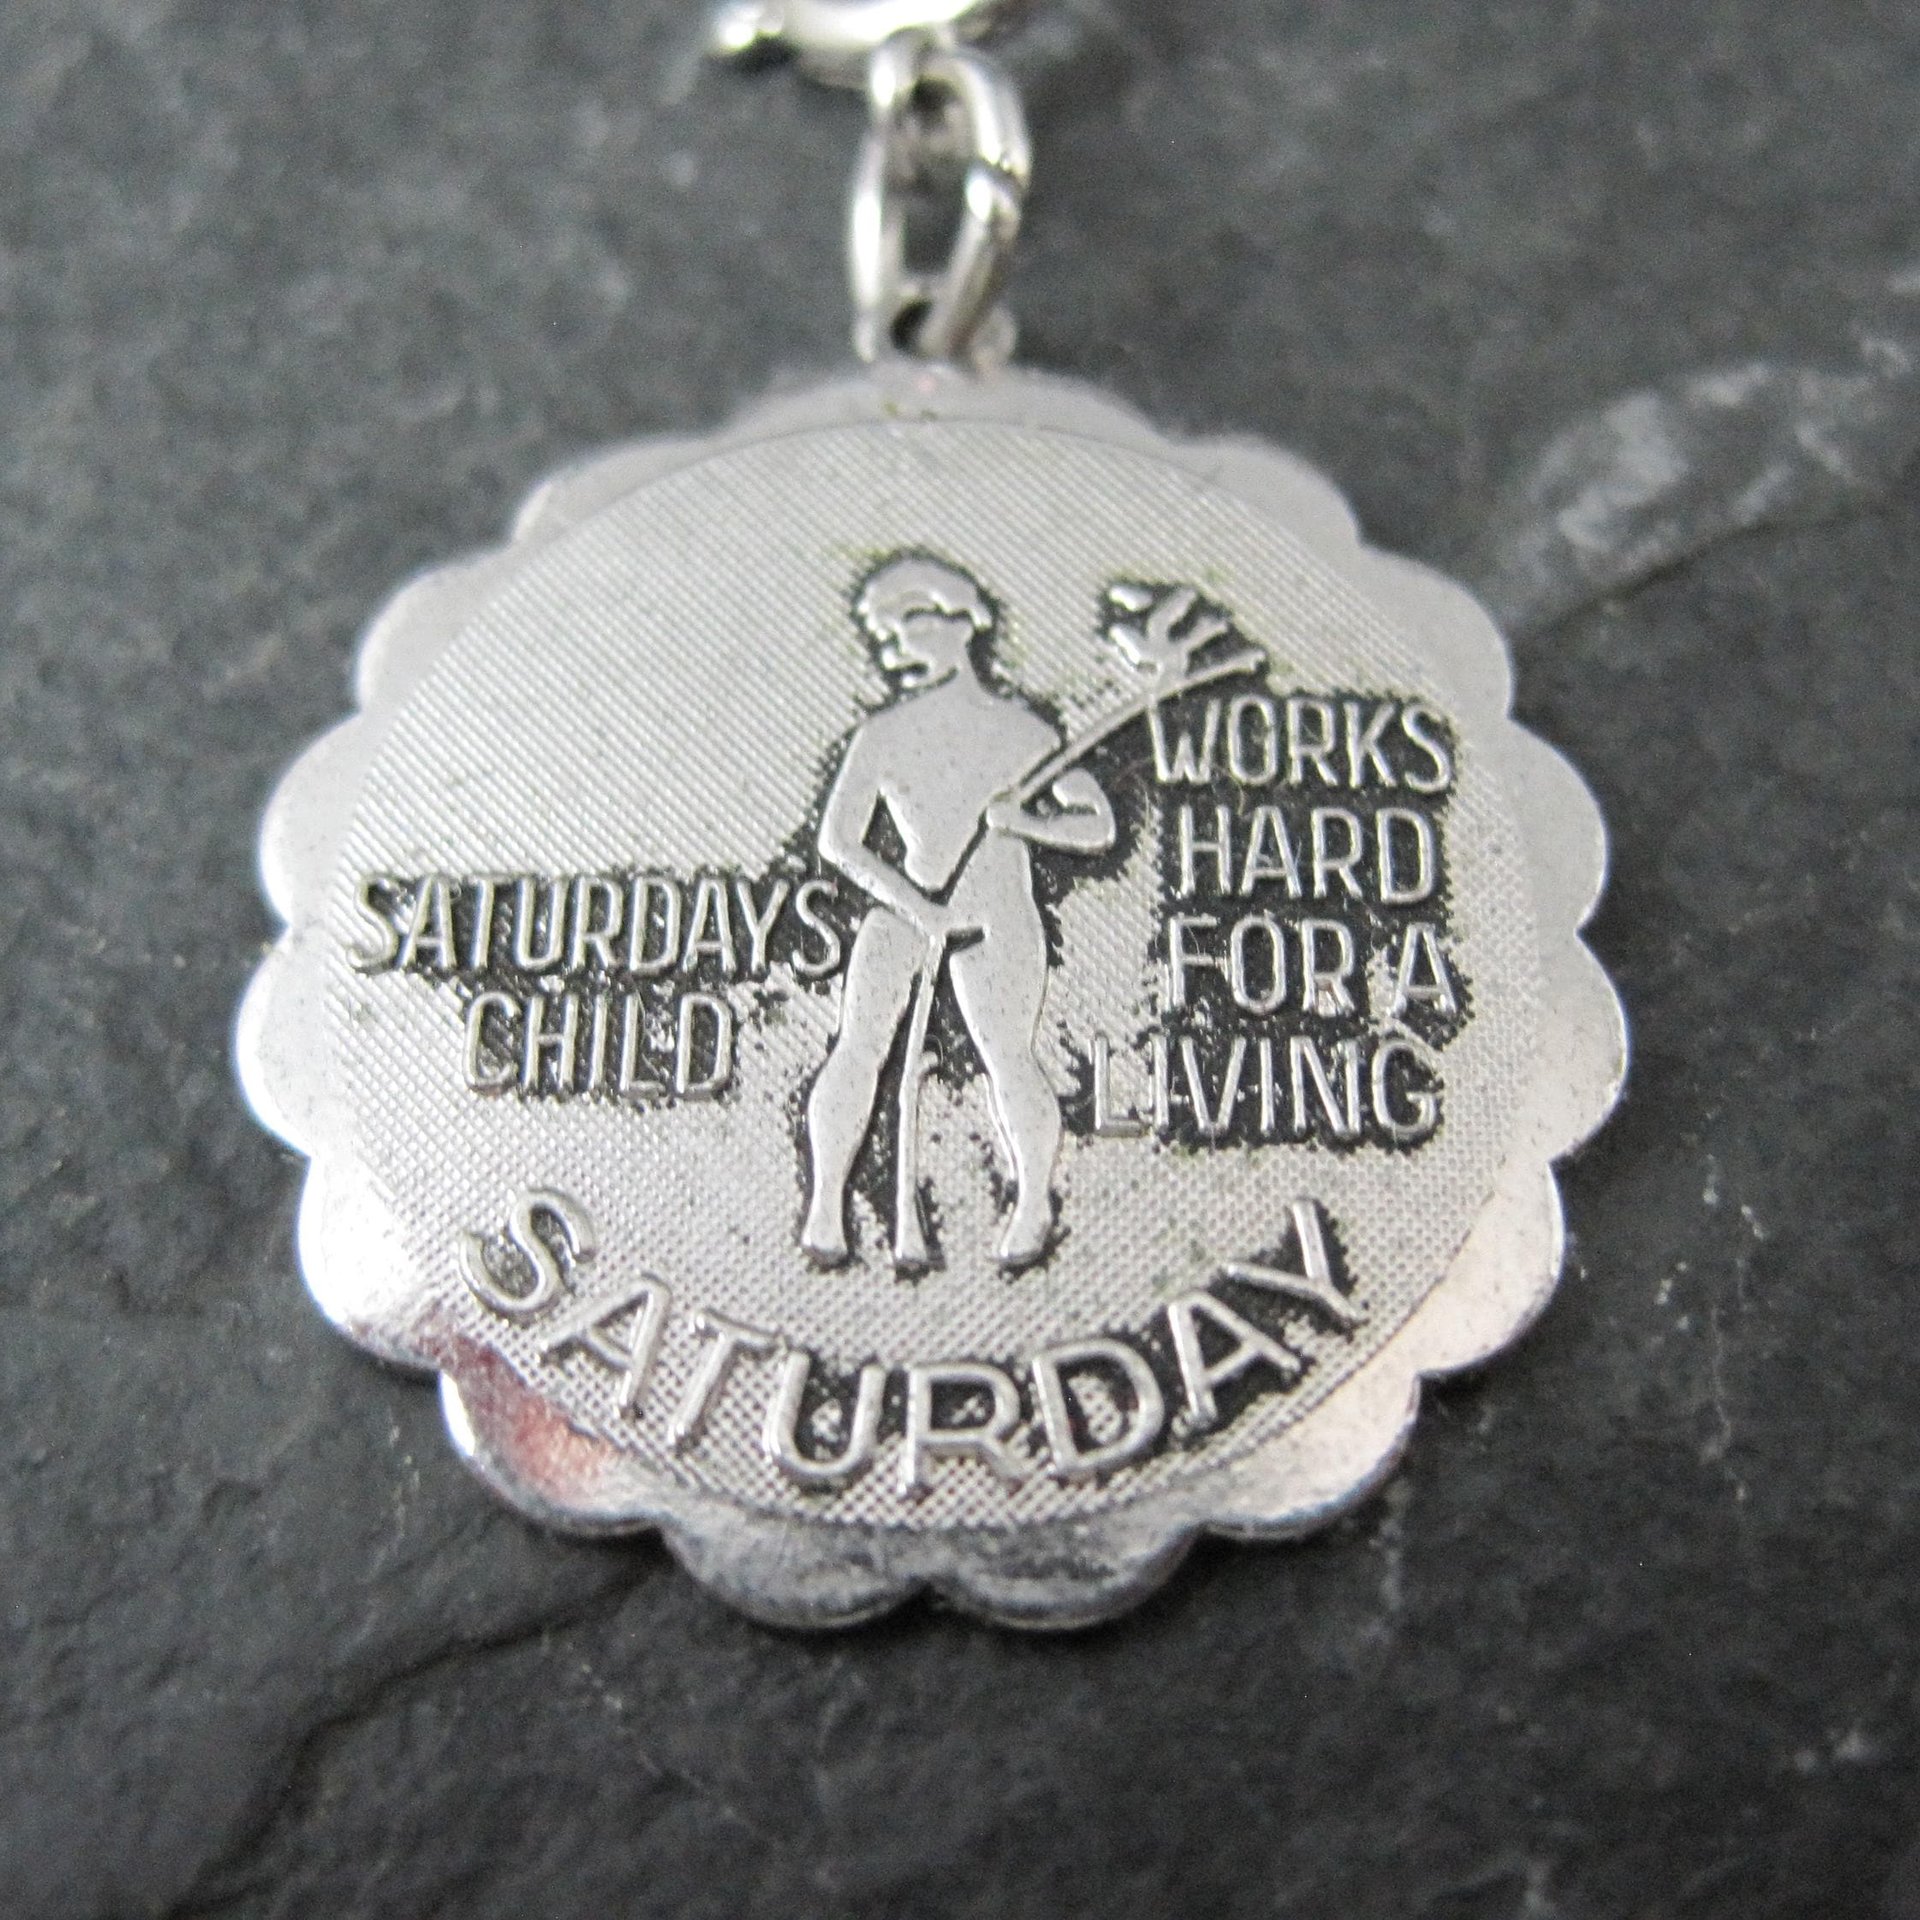 SATURDAYS
CHILD
WORKS
HARD
FOR A
LIVING
SATURDAY